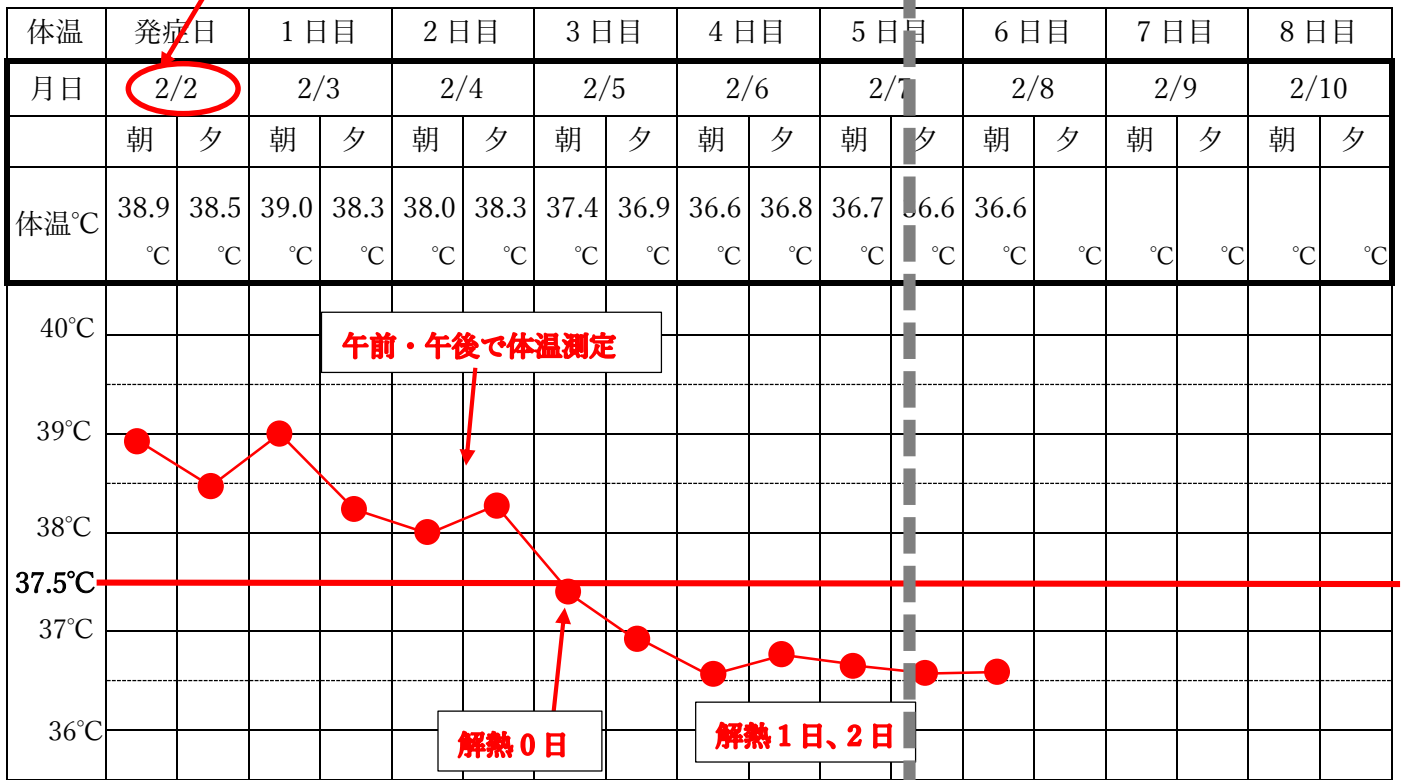 体温 発症日 1日目 2日目 3日目 4日目 5日目 6日目 7日目 8日目
月日 2/2 2/3 2/4 2/5 2/6 2/7 2/8 2/9 2/10
朝 夕 朝 夕 朝 夕 朝 夕 朝 夕 朝 夕 朝 夕 朝 夕 朝 夕
体温℃ 38.9 38.5 39.0 38.3 38.0 38.3 37.4 36.9 36.6 36.8 36.7 36.6 36.6
℃ ℃ ℃ ℃ ℃ ℃ ℃ ℃ ℃ ℃ ℃ ℃ ℃ ℃ ℃ ℃ ℃ ℃
40℃
午前・午後で体温測定
39℃
38℃
37.5℃
37℃
36℃
解熱0日
解熱1日、2日